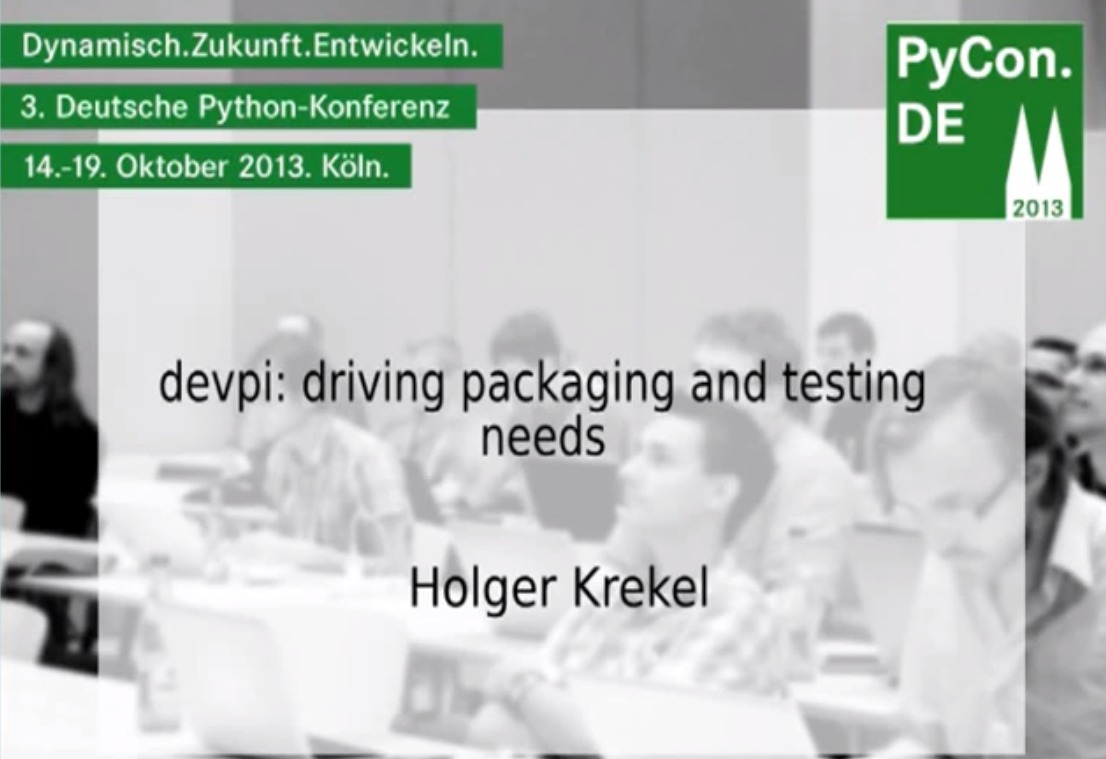 Dynamisch.Zukunft.Entwickeln.
3. Deutsche Python-Konferenz
14.-19. Oktober 2013. Köln.
PyCon.
DE
2013
devpi: driving packaging and testing
needs
Holger Krekel